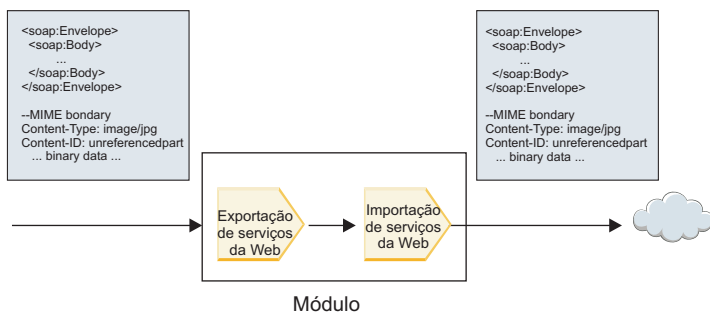 <soap:Envelope>
<soap:Body>
...
</soap:Body>
</soap:Envelope>
--MIME bondary
Content-Type: image/jpg
Content-ID: unreferencedpart
... binary data ...
<soap:Envelope>
<soap:Body>
...
</soap:Body>
</soap:Envelope>
--MIME bondary
Content-Type: image/jpg
Content-ID: unreferencedpart
... binary data ...
Exportação
de serviços
da Web
Importação
de serviços
da Web
Módulo